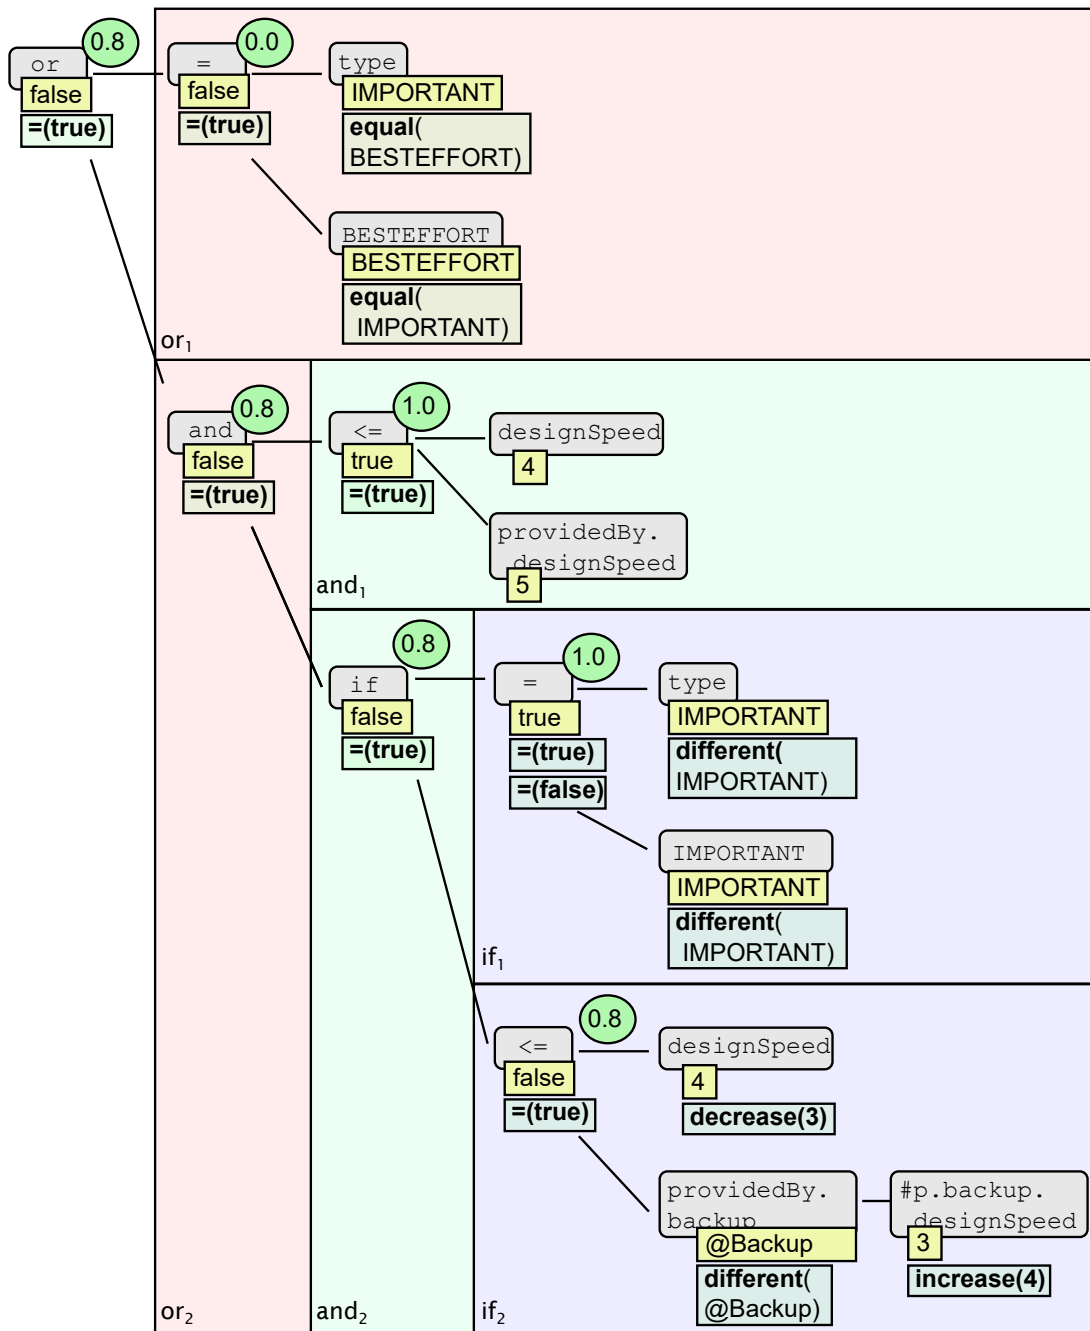 or
0.8
false
=(true)
=
0.0
false
=(true)
type
IMPORTANT
equal(
BESTEFFORT)
BESTEFFORT
BESTEFFORT
equal(
IMPORTANT)
or1
and
0.8
false
=(true)
<=
1.0
true
=(true)
designSpeed
4
providedBy.
designSpeed
5
and1
if
0.8
false
=(true)
=
1.0
true
=(true)
=(false)
type
IMPORTANT
different(
IMPORTANT)
IMPORTANT
IMPORTANT
different(
IMPORTANT)
if1
<=
0.8
false
=(true)
designSpeed
4
decrease(3)
providedBy.
backup
@Backup
different(
@Backup)
#p.backup.
designSpeed
3
increase(4)
or2
and2
if2